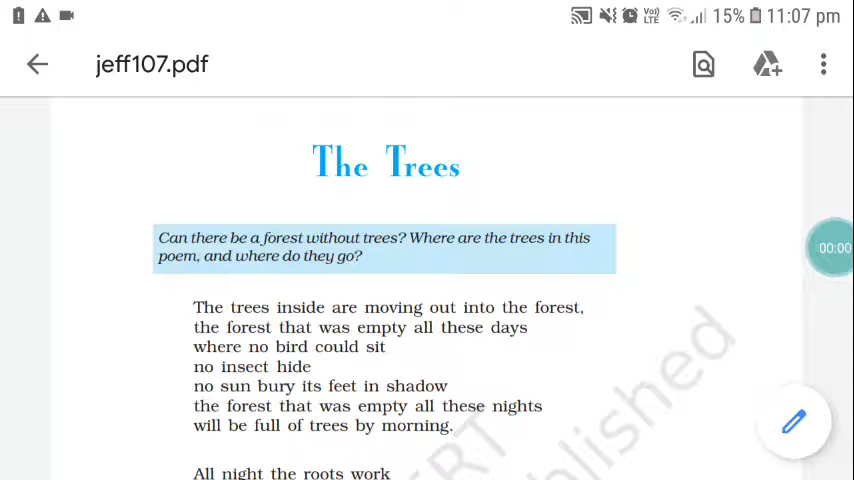 15% 11:07 pm
jeff107.pdf
The Trees
Can there be a forest without trees? Where are the trees in this
poem, and where do they go?
00:00
The trees inside are moving out into the forest,
the forest that was empty all these days
where no bird could sit
no insect hide
no sun bury its feet in shadow
the forest that was empty all these nights
will be full of trees by morning.
All night the roots work